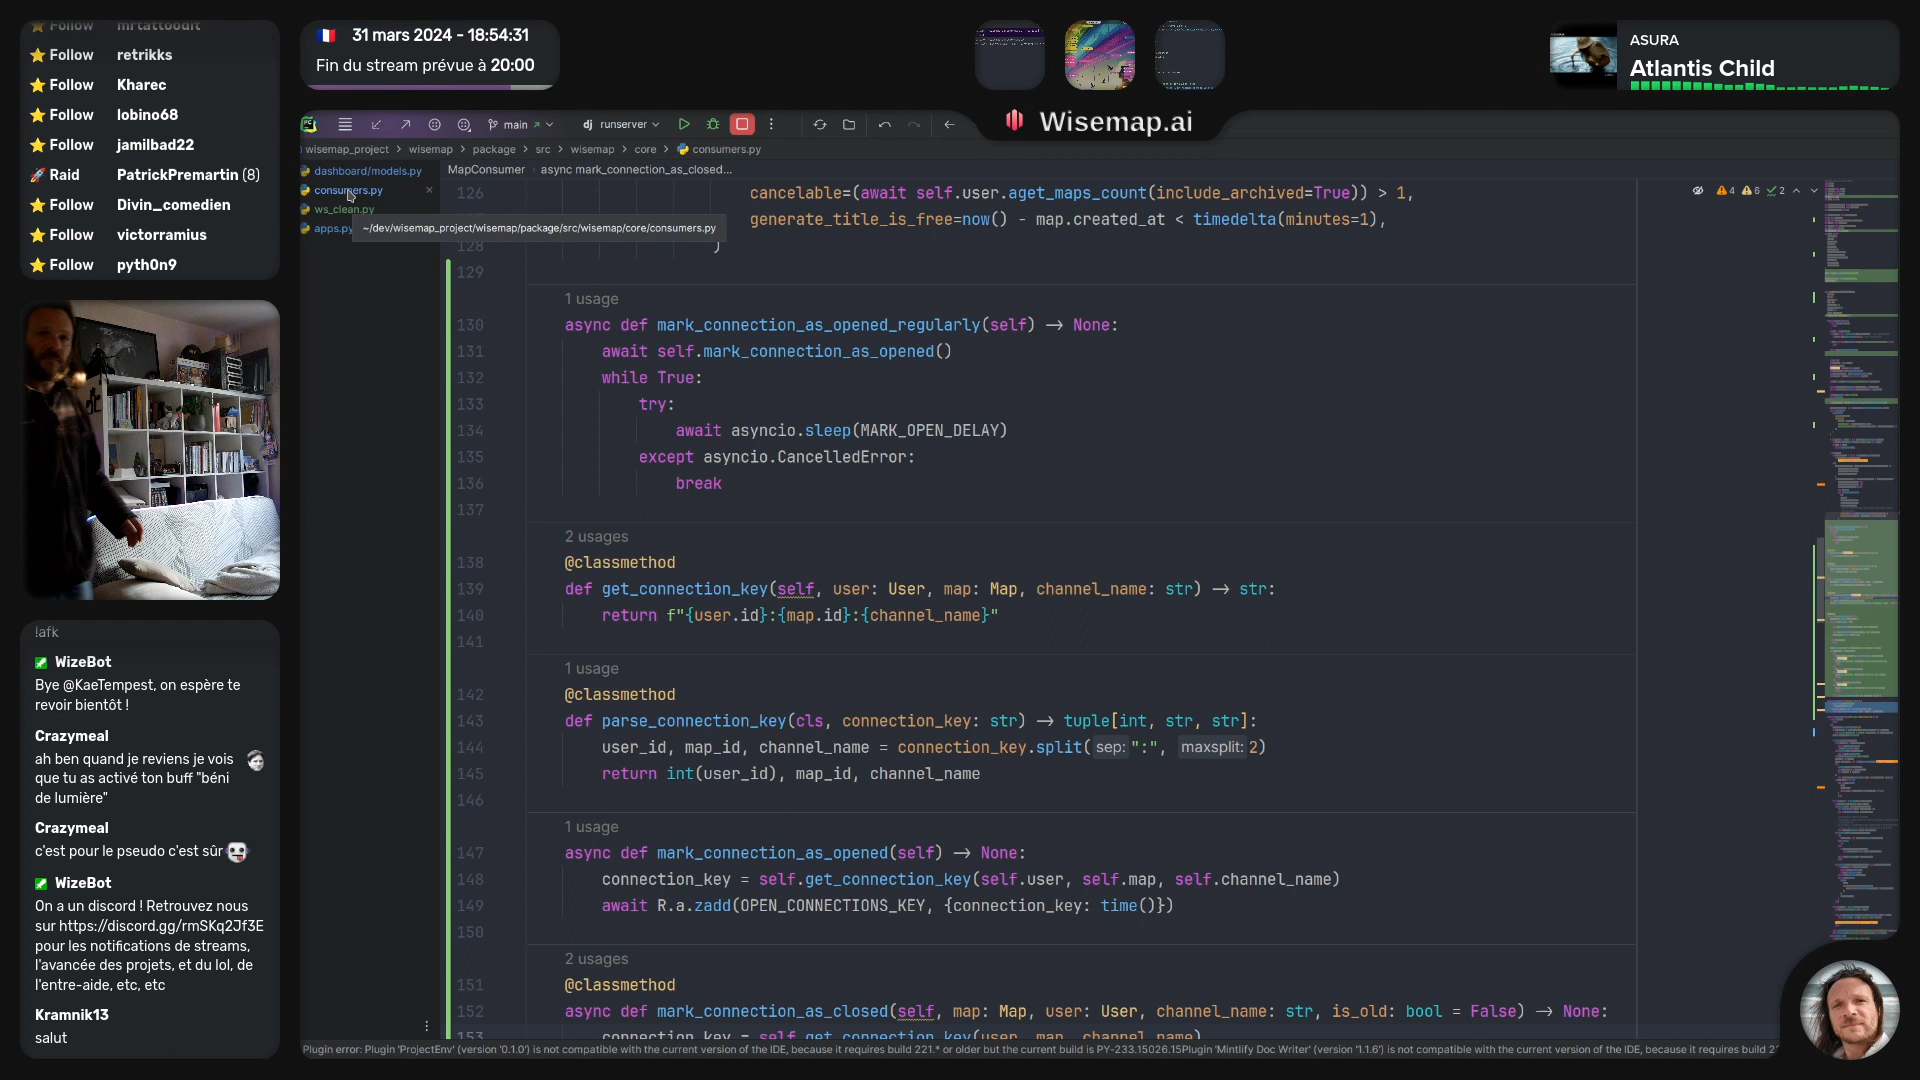 Follow mrtattoodit
Follow retrikks
Follow Kharec
Follow lobino68
Follow jamilbad22
Raid PatrickPremartin (8)
Follow Divin_comedien
Follow victorramius
Follow pyth0n9
31 mars 2024 - 18:54:31
Fin du stream prévue à 20:00
ASURA
Atlantis Child
Wisemap.ai
main
dj runserver
wisemap_project > wisemap > package > src > wisemap > core > consumers.py
dashboard/models.py
consumers.py
ws_clean.py
apps.py
~/dev/wisemap_project/wisemap/package/src/wisemap/core/consumers.py
MapConsumer > async mark_connection_as_closed...
4 6 2
126 cancelable=(await self.user.aget_maps_count(include_archived=True)) > 1,
generate_title_is_free=now() - map.created_at < timedelta(minutes=1),
128 )
129
1 usage
130 async def mark_connection_as_opened_regularly(self) → None:
131 await self.mark_connection_as_opened()
132 while True:
133 try:
134 await asyncio.sleep(MARK_OPEN_DELAY)
135 except asyncio.CancelledError:
136 break
137
2 usages
138 @classmethod
139 def get_connection_key(self, user: User, map: Map, channel_name: str) → str:
140 return f"{user.id}:{map.id}:{channel_name}"
141
1 usage
142 @classmethod
143 def parse_connection_key(cls, connection_key: str) → tuple[int, str, str]:
144 user_id, map_id, channel_name = connection_key.split( sep: ":", maxsplit: 2)
145 return int(user_id), map_id, channel_name
146
1 usage
147 async def mark_connection_as_opened(self) → None:
148 connection_key = self.get_connection_key(self.user, self.map, self.channel_name)
149 await R.a.zadd(OPEN_CONNECTIONS_KEY, {connection_key: time()})
150
2 usages
151 @classmethod
152 async def mark_connection_as_closed(self, map: Map, user: User, channel_name: str, is_old: bool = False) → None:
153 connection_key = self.get_connection_key(user, map, channel_name)
!afk
WizeBot
Bye @KaeTempest, on espère te
revoir bientôt !
Crazymeal
ah ben quand je reviens je vois
que tu as activé ton buff "béni
de lumière"
Crazymeal
c'est pour le pseudo c'est sûr
WizeBot
On a un discord ! Retrouvez nous
sur https://discord.gg/rmSKq2Jf3E
pour les notifications de streams,
l'avancée des projets, et du lol, de
l'entre-aide, etc, etc
Kramnik13
salut
Plugin error: Plugin 'ProjectEnv' (version '0.1.0') is not compatible with the current version of the IDE, because it requires build 221.* or older but the current build is PY-233.15026.15Plugin 'Mintlify Doc Writer' (version '1.1.6') is not compatible with the current version of the IDE, because it requires build 22